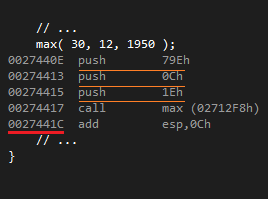 // ...
max( 30, 12, 1950 );
0027440E push 79Eh
00274413 push 0Ch
00274415 push 1Eh
00274417 call max (02712F8h)
0027441C add esp,0Ch
// ...
}